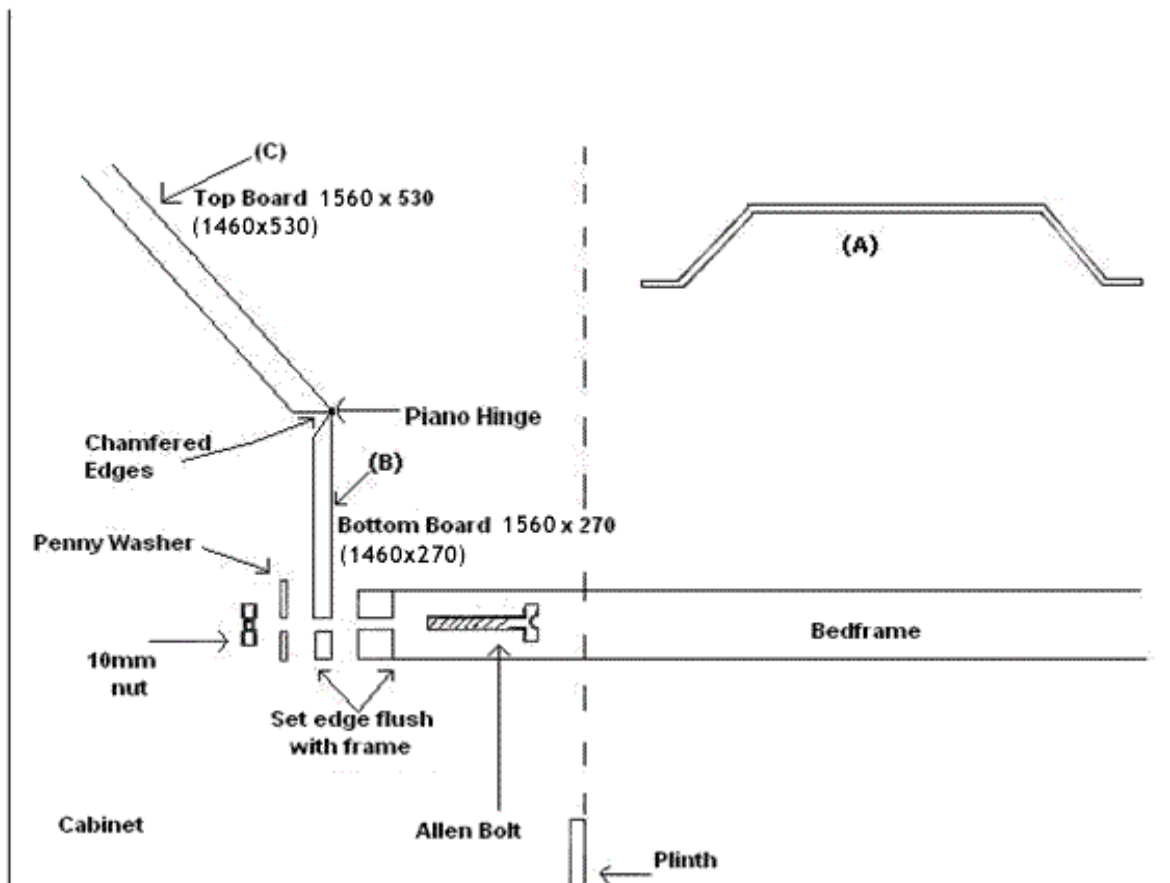 (C)
Top Board 1560 x 530
(1460x530)
(A)
Piano Hinge
Chamfered
Edges
(B)
Bottom Board 1560 x 270
(1460x270)
Penny Washer
Bedframe
10mm
nut
Set edge flush
with frame
Cabinet
Allen Bolt
Plinth